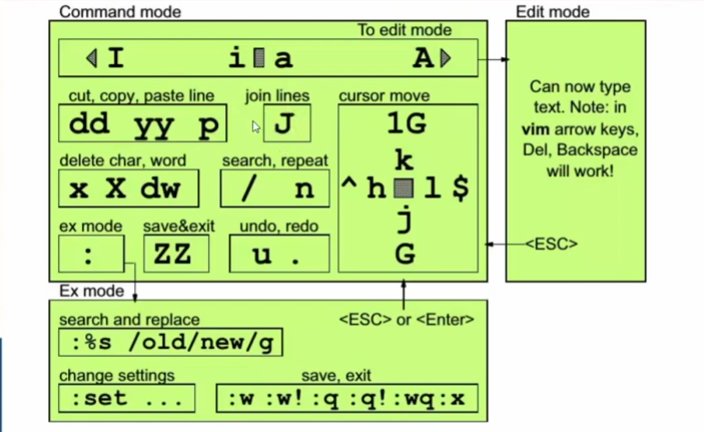 Command mode
Edit mode
To edit mode
I i a A
cut, copy, paste line
join lines
cursor move
dd yy p
J
1G
k
^ h l $
j
G
delete char, word
search, repeat
x X dw
/ n
ex mode
save&exit
undo, redo
:
ZZ
u .
Can now type
text. Note: in
vim arrow keys,
Del, Backspace
will work!
<ESC>
Ex mode
<ESC> or <Enter>
search and replace
:%s /old/new/g
change settings
save, exit
:set ...
:w :w! :q :q! :wq :x